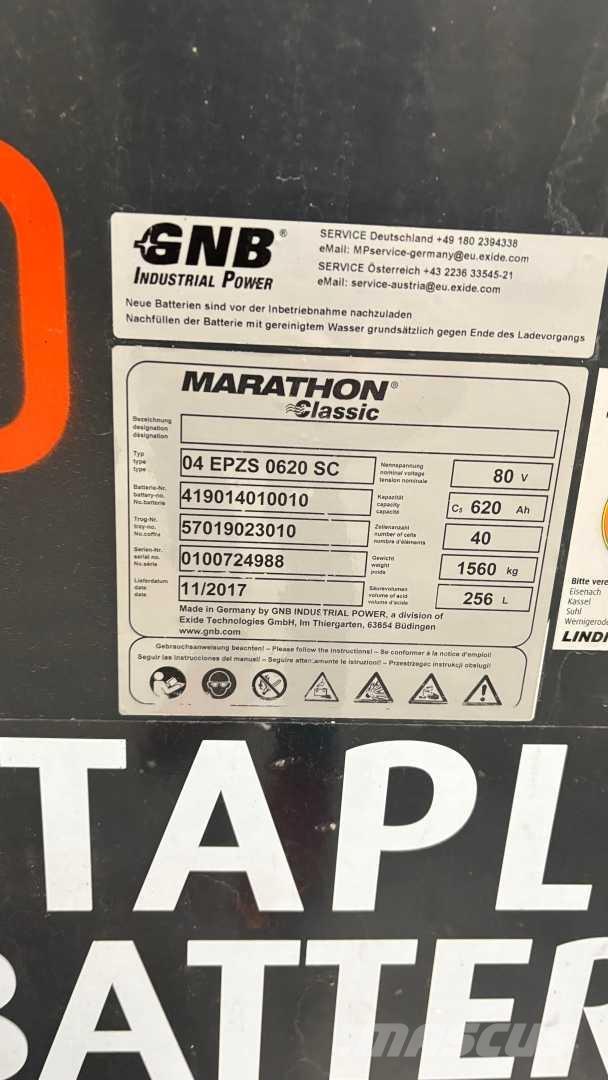 GNB®
INDUSTRIAL POWER
SERVICE Deutschland +49 180 2394338
eMail: MPservice-germany@eu.exide.com
SERVICE Österreich +43 2236 33545-21
eMail: service-austria@eu.exide.com
Neue Batterien sind vor der Inbetriebnahme nachzuladen
Nachfüllen der Batterie mit gereinigtem Wasser grundsätzlich gegen Ende des Ladevorgangs
MARATHON®
Classic
Bezeichnung
designation
désignation
Typ
type
type
04 EPZS 0620 SC
Nennspannung
nominal voltage
tension nominale
80 V
Batterie-Nr.
battery-no.
No.batterie
419014010010
Kapazität
capacity
capacité
C5 620 Ah
Trog-Nr.
tray-no.
No.coffre
57019023010
Zellenanzahl
number of cells
nombre d'éléments
40
Serien-Nr.
serial no.
No.série
0100724988
Gewicht
weight
poids
1560 kg
Lieferdatum
date
date
11/2017
Säurevolumen
volume of acid
volume d'acide
256 L
Made in Germany by GNB INDUSTRIAL POWER, a division of
Exide Technologies GmbH, Im Thiergarten, 63654 Büdingen
www.gnb.com
Gebrauchsanweisung beachten! – Please follow the instructions! – Se conformer à la notice d'emploi!
Seguir las instrucciones del manual! – Seguire attentamente le istruzioni! – Przestrzegac instrukcji obslugi!
Bitte vere
Eisenach
Kassel
Suhl
Wernigerode
LINDI
TAPL
BATTER
MASCUS